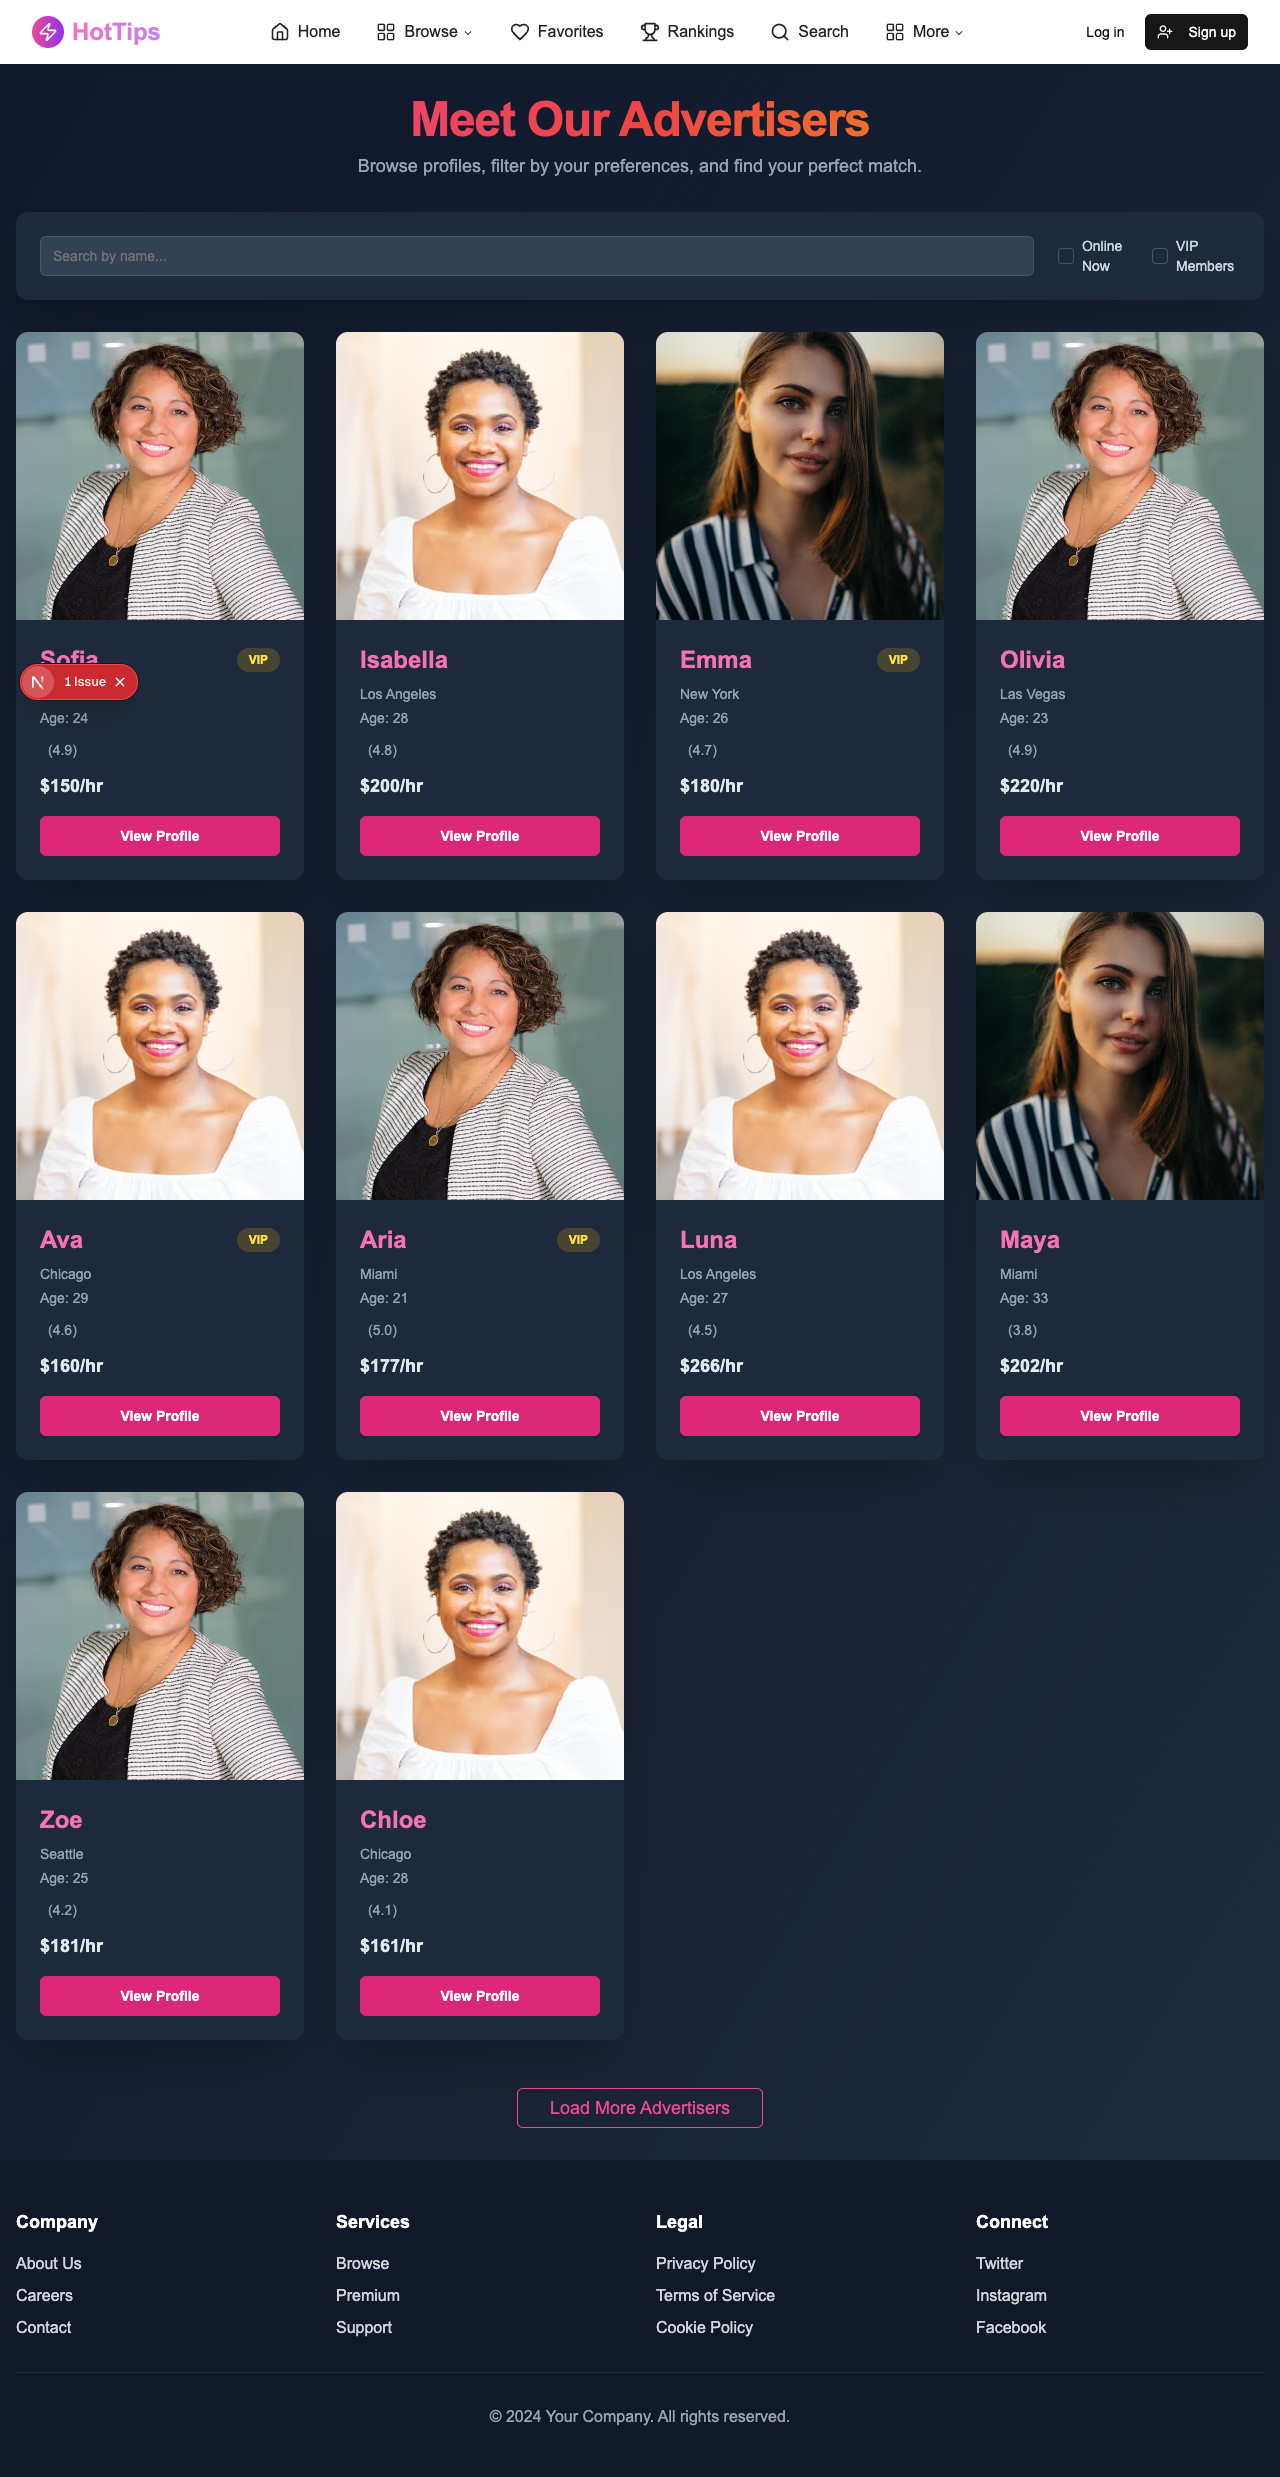 HotTips
Home
Browse
Favorites
Rankings
Search
More
Log in
Sign up
Meet Our Advertisers
Browse profiles, filter by your preferences, and find your perfect match.
Search by name...
Online
Now
VIP
Members
Sofia
VIP
1 Issue
Age: 24
(4.9)
$150/hr
View Profile
Isabella
Los Angeles
Age: 28
(4.8)
$200/hr
View Profile
Emma
VIP
New York
Age: 26
(4.7)
$180/hr
View Profile
Olivia
Las Vegas
Age: 23
(4.9)
$220/hr
View Profile
Ava
VIP
Chicago
Age: 29
(4.6)
$160/hr
View Profile
Aria
VIP
Miami
Age: 21
(5.0)
$177/hr
View Profile
Luna
Los Angeles
Age: 27
(4.5)
$266/hr
View Profile
Maya
Miami
Age: 33
(3.8)
$202/hr
View Profile
Zoe
Seattle
Age: 25
(4.2)
$181/hr
View Profile
Chloe
Chicago
Age: 28
(4.1)
$161/hr
View Profile
Load More Advertisers
Company
About Us
Careers
Contact
Services
Browse
Premium
Support
Legal
Privacy Policy
Terms of Service
Cookie Policy
Connect
Twitter
Instagram
Facebook
© 2024 Your Company. All rights reserved.